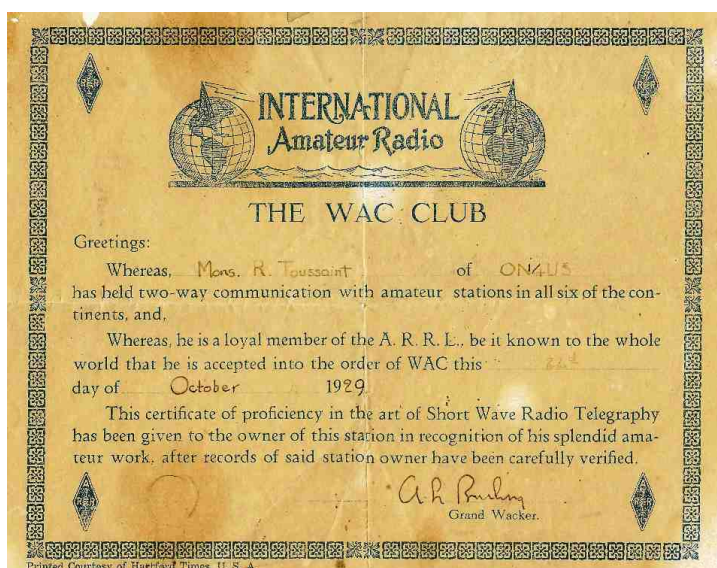 INTERNATIONAL
Amateur Radio
THE WAC CLUB
Greetings:
Whereas, Mons. R. Toussaint of ON4US
has held two-way communication with amateur stations in all six of the con-
tinents, and,
Whereas, he is a loyal member of the A. R. R. L., be it known to the whole
world that he is accepted into the order of WAC this
day of October 1929
This certificate of proficiency in the art of Short Wave Radio Telegraphy
has been given to the owner of this station in recognition of his splendid ama-
teur work, after records of said station owner have been carefully verified.
Grand Wacker.
Printed Courtesy of Hartford Times, U. S. A.